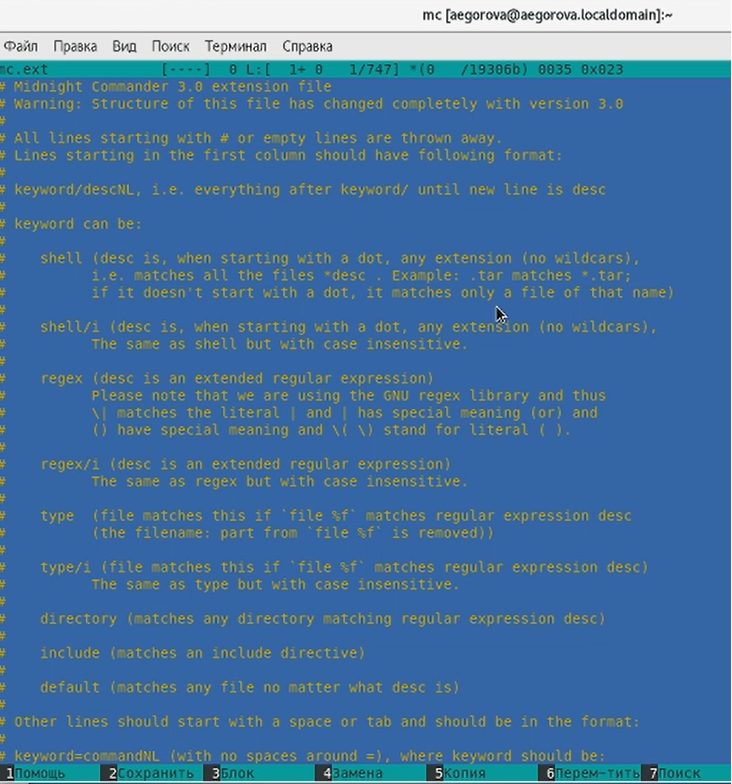 mc [aegorova@aegorova.localdomain]:~
Файл Правка Вид Поиск Терминал Справка
mc.ext [----] 0 L:[ 1+ 0 1/747] *(0 /19306b) 0035 0x023
# Midnight Commander 3.0 extension file
# Warning: Structure of this file has changed completely with version 3.0
#
# All lines starting with # or empty lines are thrown away.
# Lines starting in the first column should have following format:
#
# keyword/descNL, i.e. everything after keyword/ until new line is desc
#
# keyword can be:
#
# shell (desc is, when starting with a dot, any extension (no wildcars),
# i.e. matches all the files *desc . Example: .tar matches *.tar;
# if it doesn't start with a dot, it matches only a file of that name)
#
# shell/i (desc is, when starting with a dot, any extension (no wildcars),
# The same as shell but with case insensitive.
#
# regex (desc is an extended regular expression)
# Please note that we are using the GNU regex library and thus
# \| matches the literal | and | has special meaning (or) and
# () have special meaning and \( \) stand for literal ( ).
#
# regex/i (desc is an extended regular expression)
# The same as regex but with case insensitive.
#
# type (file matches this if `file %f` matches regular expression desc
# (the filename: part from `file %f` is removed))
#
# type/i (file matches this if `file %f` matches regular expression desc)
# The same as type but with case insensitive.
#
# directory (matches any directory matching regular expression desc)
#
# include (matches an include directive)
#
# default (matches any file no matter what desc is)
#
# Other lines should start with a space or tab and should be in the format:
#
# keyword=commandNL (with no spaces around =), where keyword should be:
1Помощь 2Сохранить 3Блок 4Замена 5Копия 6Перем~тить 7Поиск